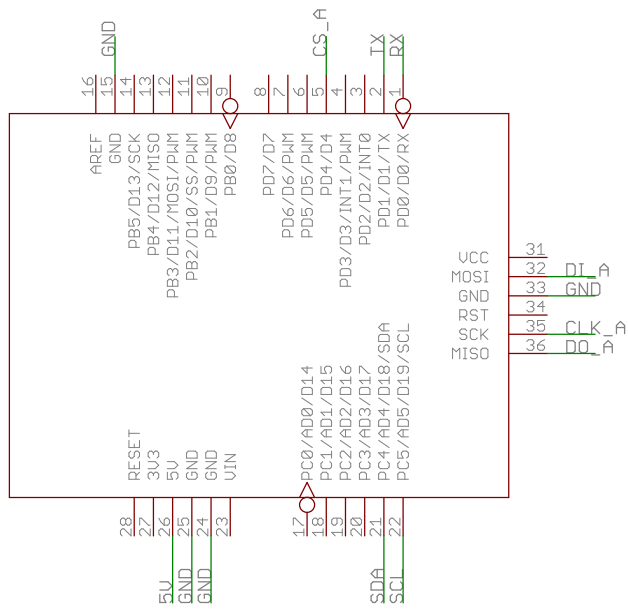 GND
CS_A
TX
RX
16
15
14
13
12
11
10
9
8
7
6
5
4
3
2
1
AREF
GND
PB5/D13/SCK
PB4/D12/MISO
PB3/D11/MOSI/PWM
PB2/D10/SS/PWM
PB1/D9/PWM
PB0/D8
PD7/D7
PD6/D6/PWM
PD5/D5/PWM
PD4/D4
PD3/D3/INT1/PWM
PD2/D2/INT0
PD1/D1/TX
PD0/D0/RX
VCC 31
MOSI 32 DI_A
GND 33 GND
RST 34
SCK 35 CLK_A
MISO 36 DO_A
RESET
3V3
5V
GND
GND
VIN
PC0/AD0/D14
PC1/AD1/D15
PC2/AD2/D16
PC3/AD3/D17
PC4/AD4/D18/SDA
PC5/AD5/D19/SCL
28
27
26
25
24
23
17
18
19
20
21
22
5V
GND
GND
SDA
SCL